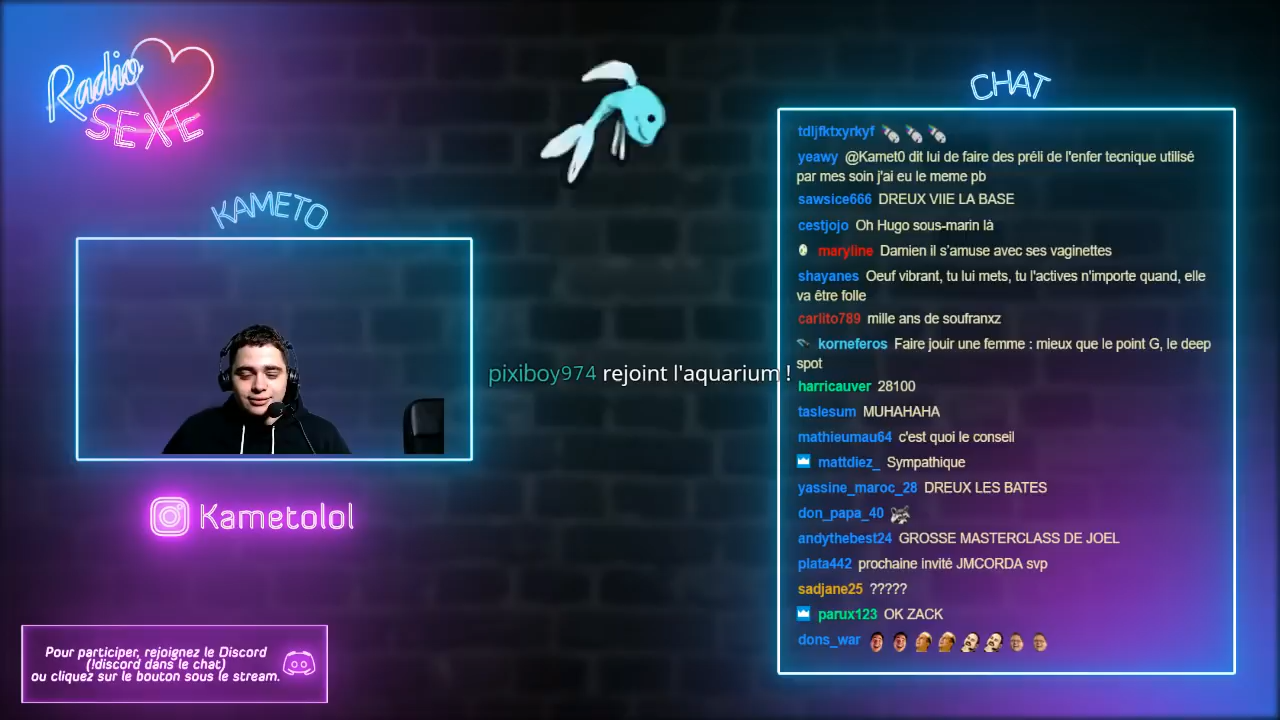 Radio
SEXE
KAMETO
Kametolol
Pour participer, rejoignez le Discord
(!discord dans le chat)
ou cliquez sur le bouton sous le stream.
pixiboy974 rejoint l'aquarium !
CHAT
tdljfktxyrkyf
yeawy @Kamet0 dit lui de faire des préli de l'enfer tecnique utilisé
par mes soin j'ai eu le meme pb
sawsice666 DREUX VIIE LA BASE
cestjojo Oh Hugo sous-marin là
maryline Damien il s'amuse avec ses vaginettes
shayanes Oeuf vibrant, tu lui mets, tu l'actives n'importe quand, elle
va être folle
carlito789 mille ans de soufranxz
korneferos Faire jouir une femme : mieux que le point G, le deep
spot
harricauver 28100
taslesum MUHAHAHA
mathieumau64 c'est quoi le conseil
mattdiez_ Sympathique
yassine_maroc_28 DREUX LES BATES
don_papa_40
andythebest24 GROSSE MASTERCLASS DE JOEL
plata442 prochaine invité JMCORDA svp
sadjane25 ?????
parux123 OK ZACK
dons_war